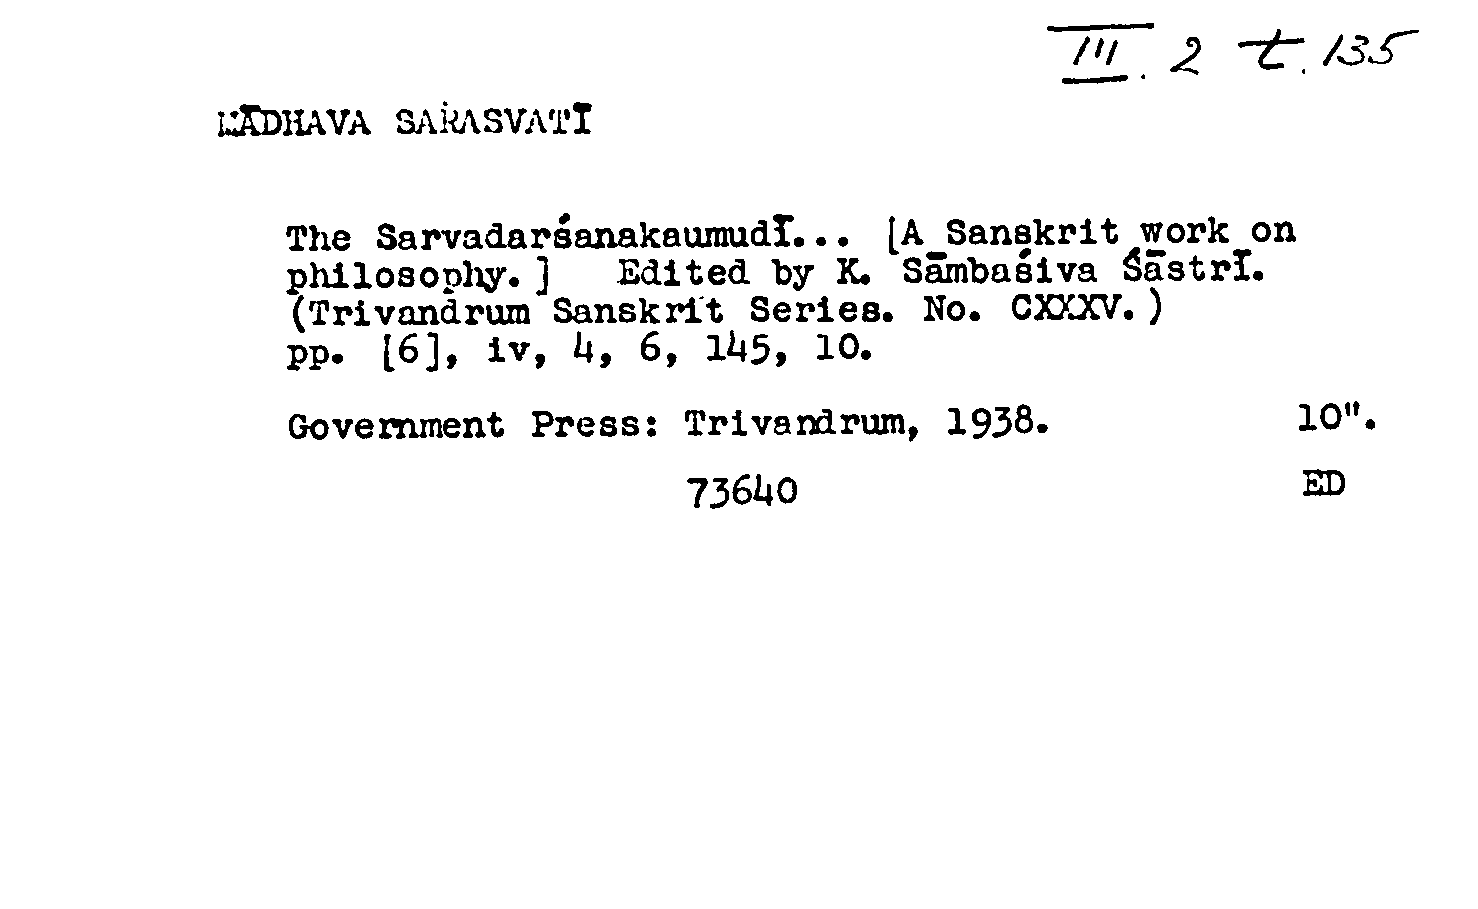 III. 2 t. 135
MĀDHAVA SARASVATĪ
The Sarvadarśanakaumudī... [A Sanskrit work on
philosophy.] Edited by K. Sāmbaśiva Śāstrī.
(Trivandrum Sanskrit Series. No. CXXXV.)
pp. [6], iv, 4, 6, 145, 10.
Government Press: Trivandrum, 1938. 10".
73640 ED